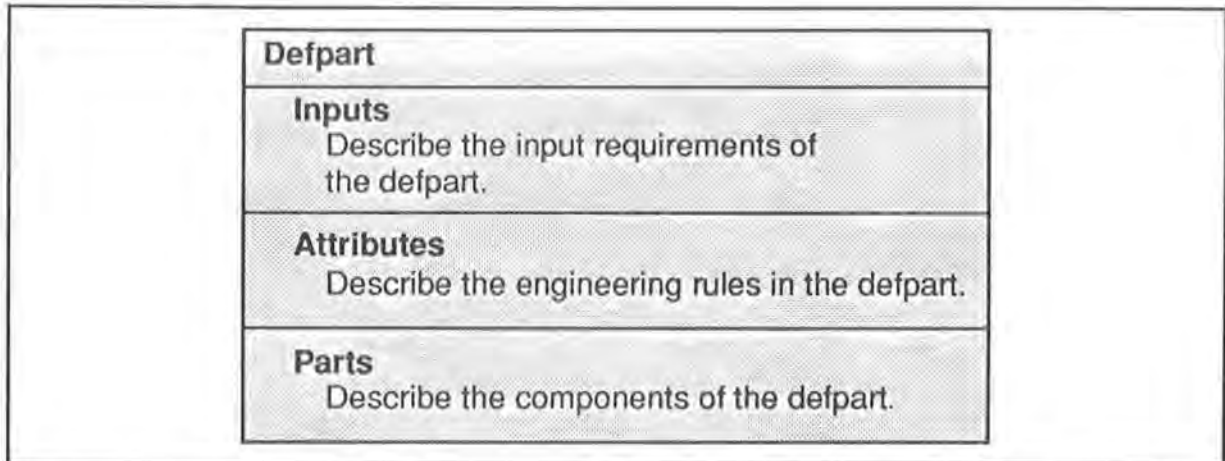 Defpart
Inputs
Describe the input requirements of
the defpart.
Attributes
Describe the engineering rules in the defpart.
Parts
Describe the components of the defpart.